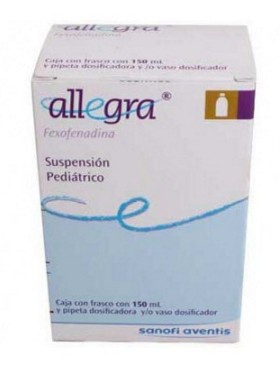 Caja con frasco con 150 ml
y pipeta dosificadora y/o vaso dosificador
allegra®
Fexofenadina
Suspensión
Pediátrico
Caja con frasco con 150 ml.
y pipeta dosificadora y/o vaso dosificador
sanofi aventis